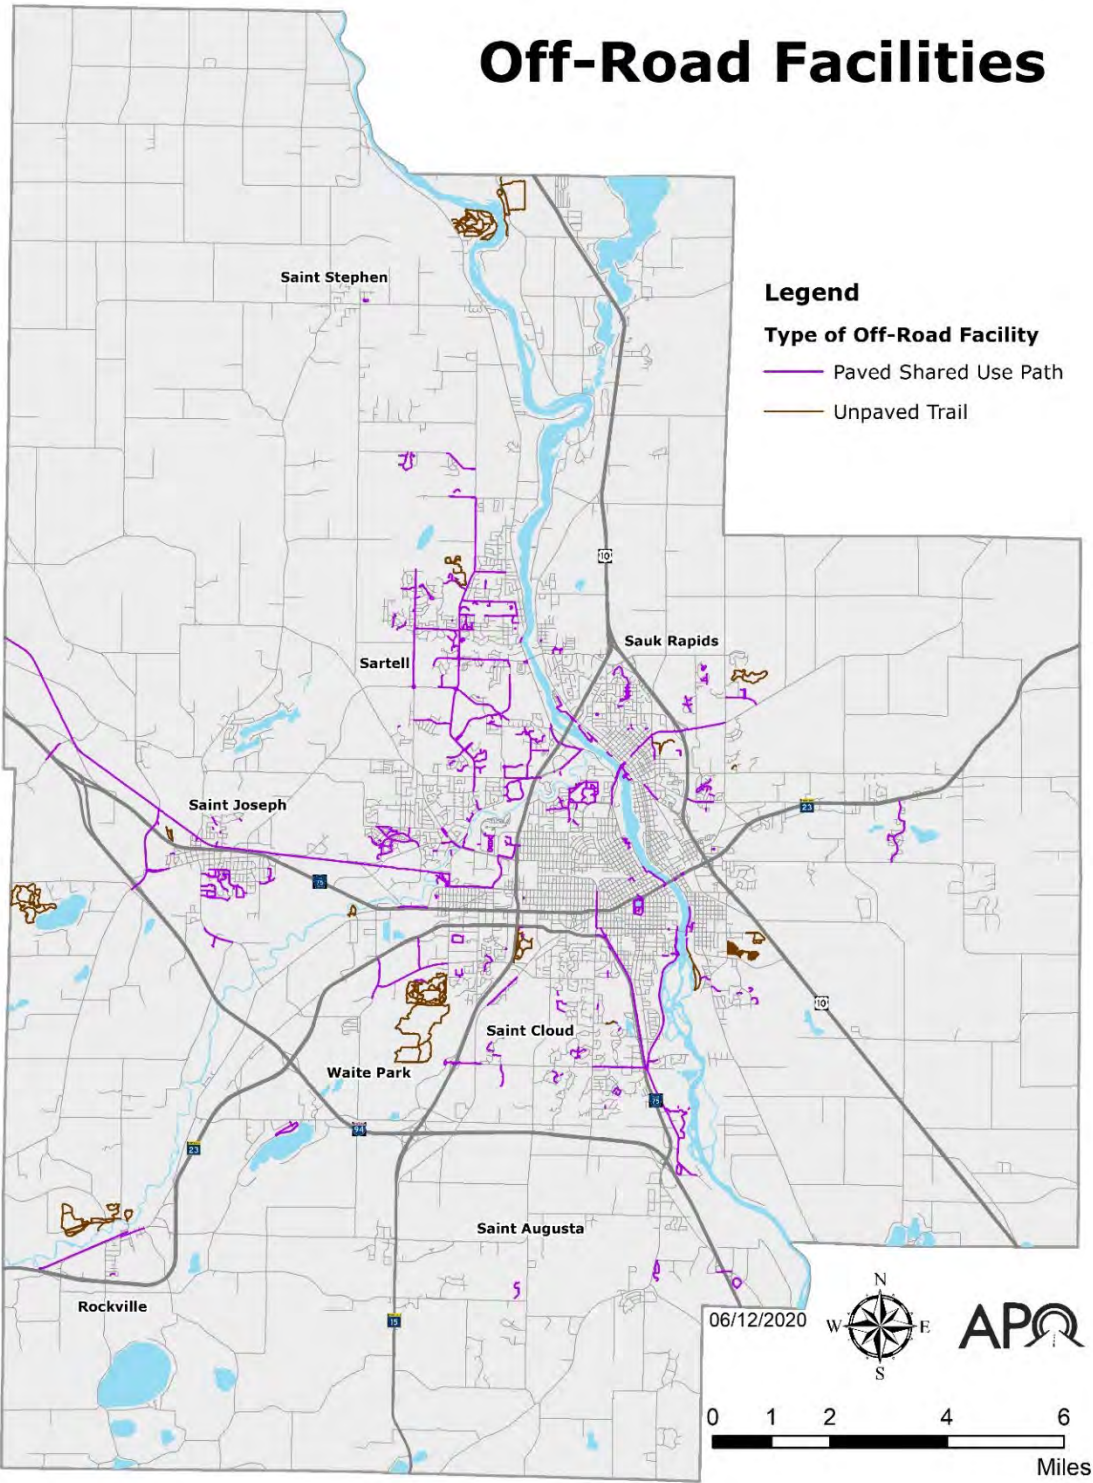 Off-Road Facilities
Saint Stephen
Legend
Type of Off-Road Facility
Paved Shared Use Path
Unpaved Trail
10
Sauk Rapids
Sartell
Saint Joseph
23
75
10
Saint Cloud
Waite Park
75
94
23
Saint Augusta
Rockville
15
06/12/2020
N
W
E
S
APO
0 1 2 4 6
Miles